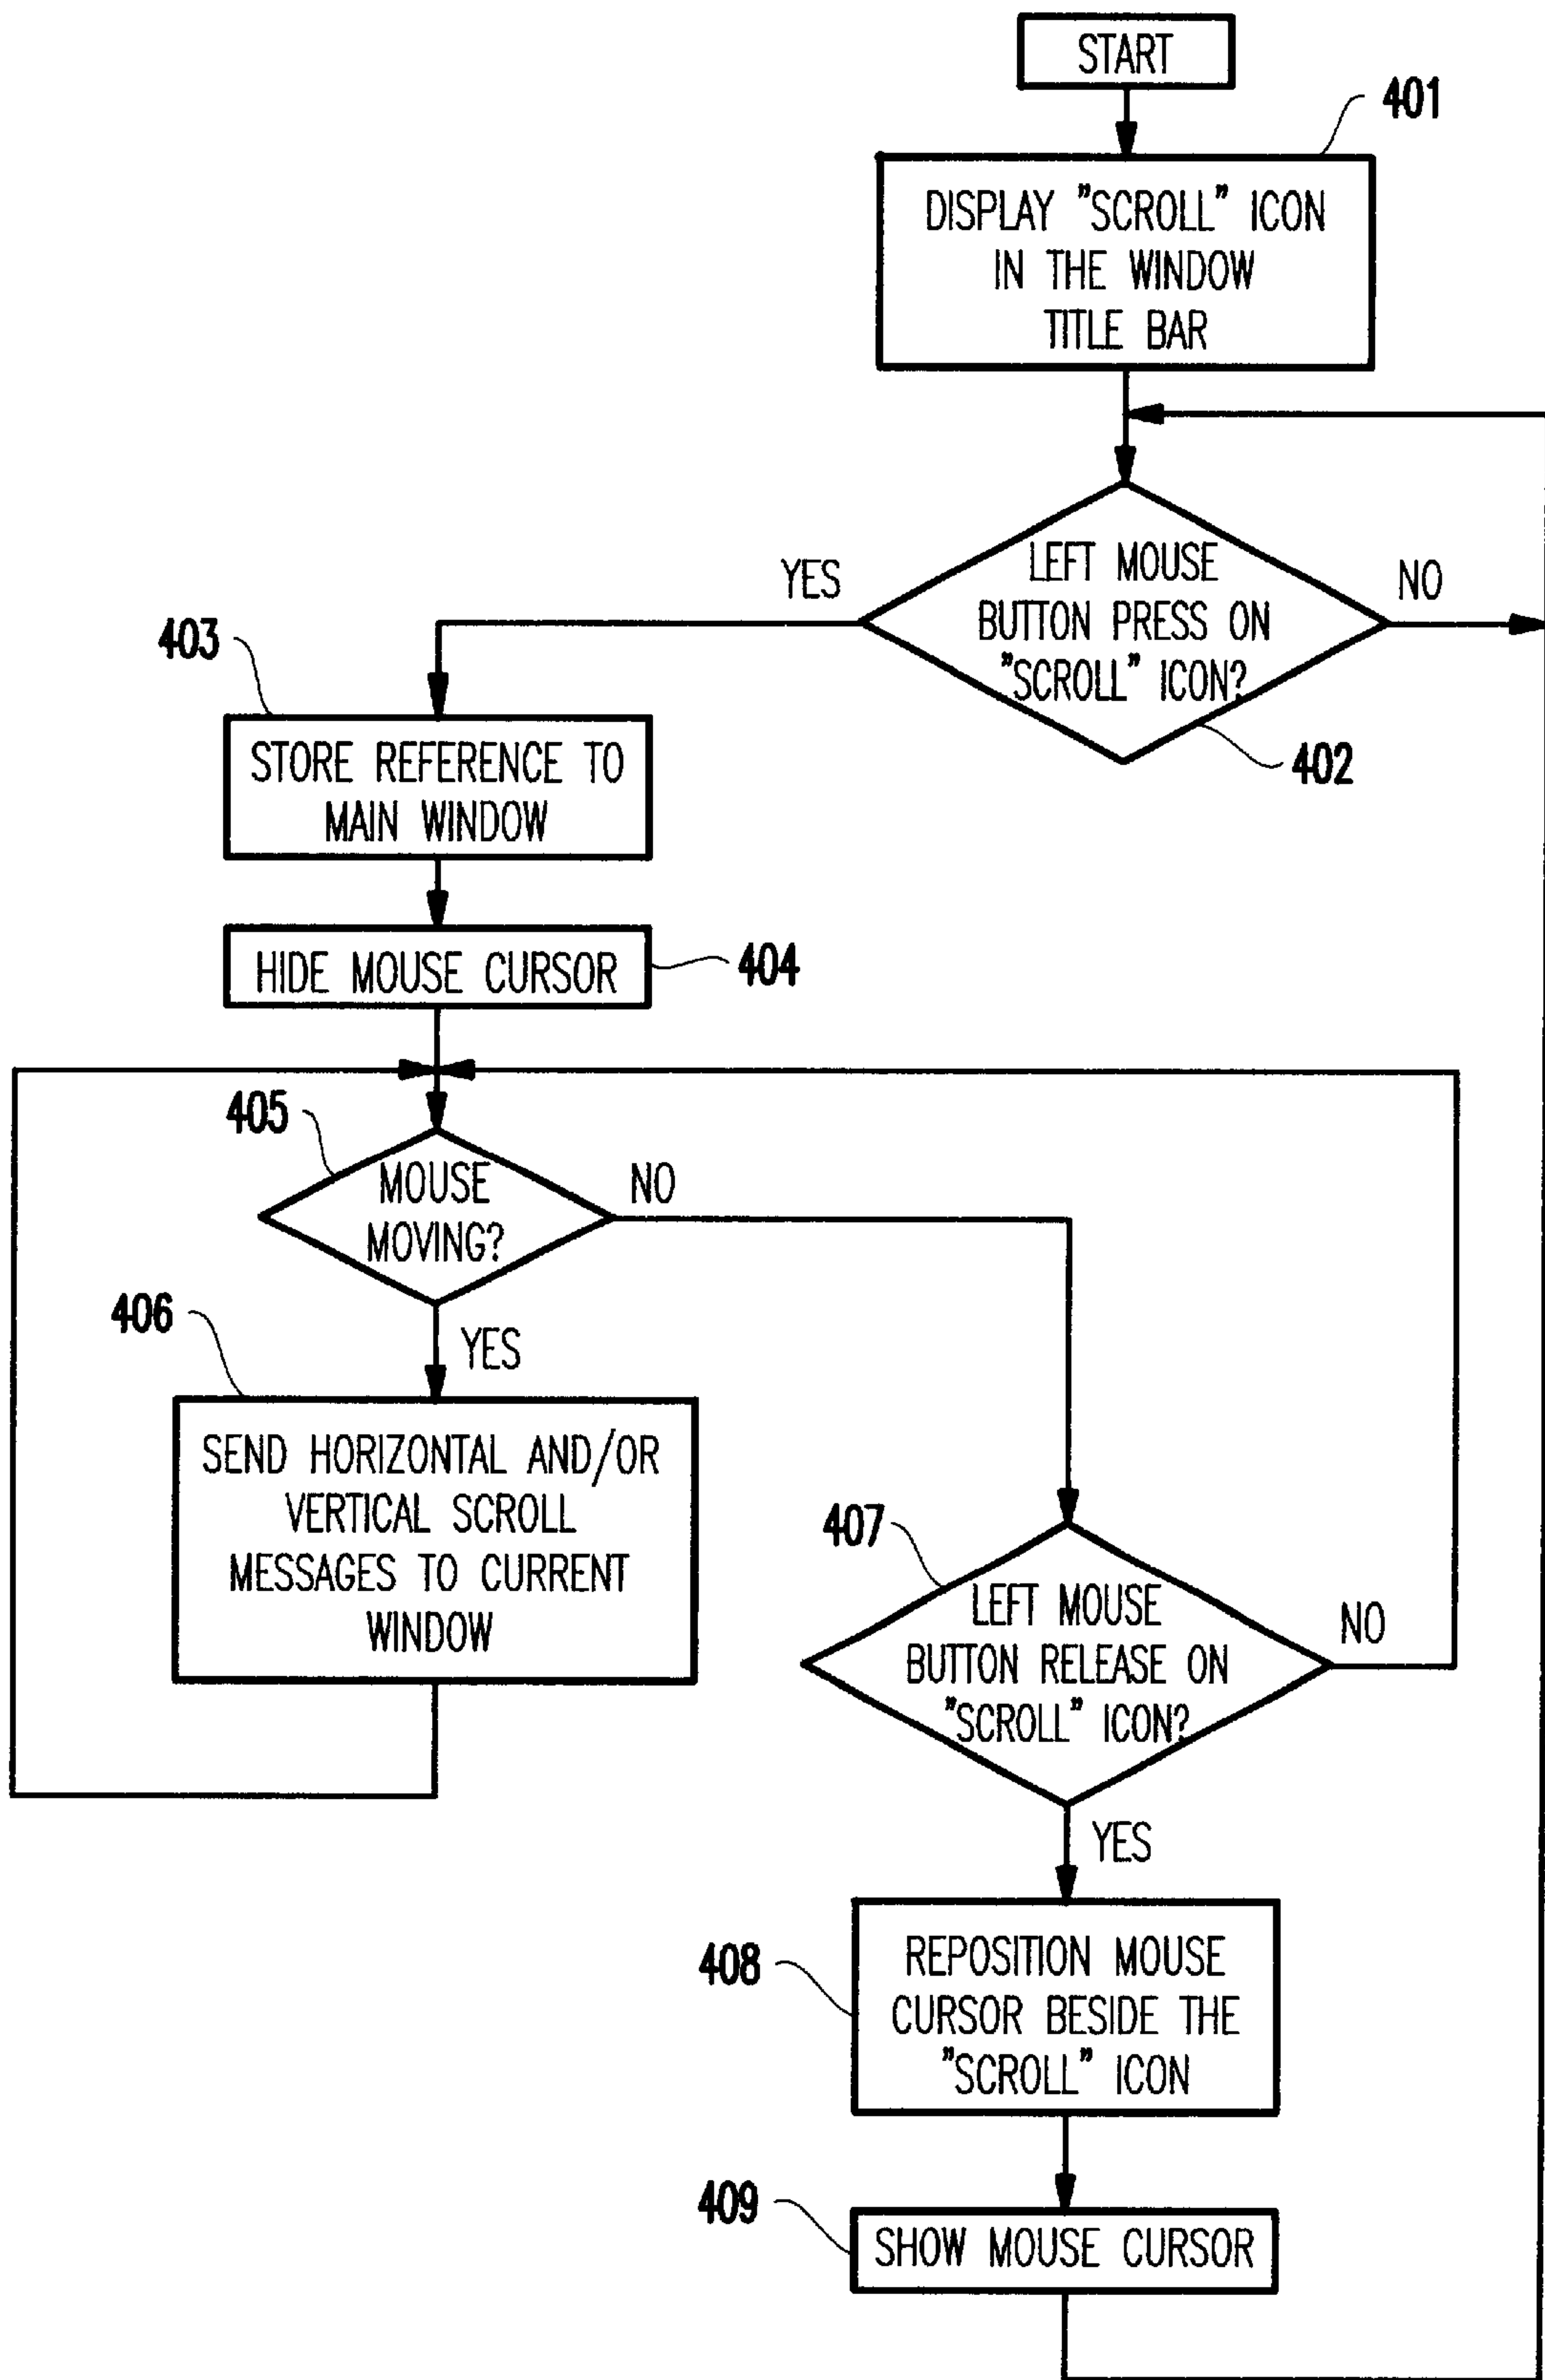 START
401
DISPLAY "SCROLL" ICON
IN THE WINDOW
TITLE BAR
LEFT MOUSE
BUTTON PRESS ON
"SCROLL" ICON?
YES
NO
402
403
STORE REFERENCE TO
MAIN WINDOW
HIDE MOUSE CURSOR
404
405
MOUSE
MOVING?
NO
YES
406
SEND HORIZONTAL AND/OR
VERTICAL SCROLL
MESSAGES TO CURRENT
WINDOW
407
LEFT MOUSE
BUTTON RELEASE ON
"SCROLL" ICON?
NO
YES
408
REPOSITION MOUSE
CURSOR BESIDE THE
"SCROLL" ICON
409
SHOW MOUSE CURSOR